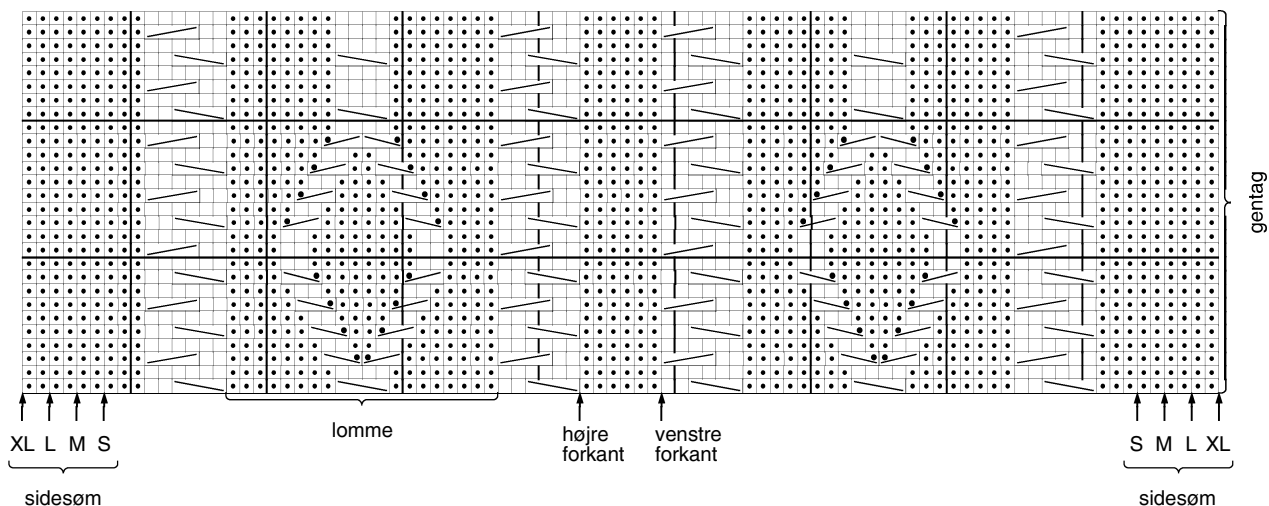 gentag
XL L M S
sidesøm
lomme
højre
forkant
venstre
forkant
S M L XL
sidesøm